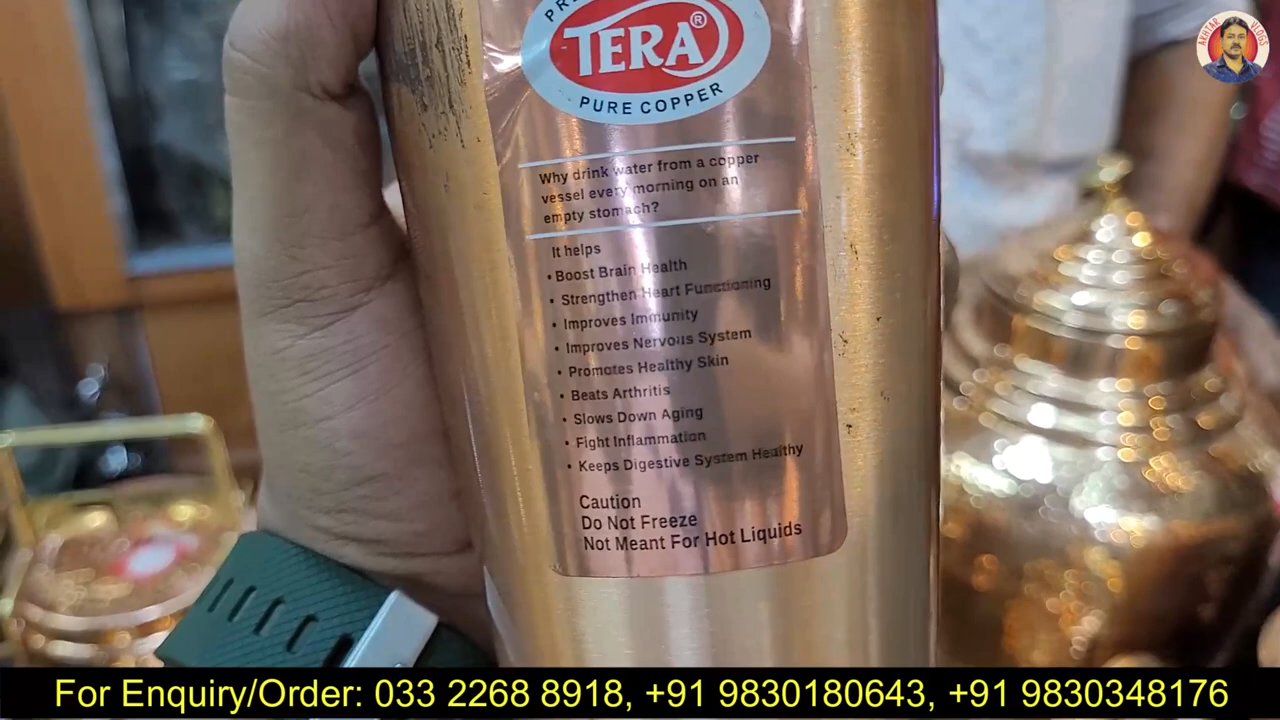 AKHTAR VLOGS
TERA®
PURE COPPER
Why drink water from a copper
vessel every morning on an
empty stomach?
It helps
• Boost Brain Health
• Strengthen Heart Functioning
• Improves Immunity
• Improves Nervous System
• Promotes Healthy Skin
• Beats Arthritis
• Slows Down Aging
• Fight Inflammation
• Keeps Digestive System Healthy
Caution
Do Not Freeze
Not Meant For Hot Liquids
For Enquiry/Order: 033 2268 8918, +91 9830180643, +91 9830348176